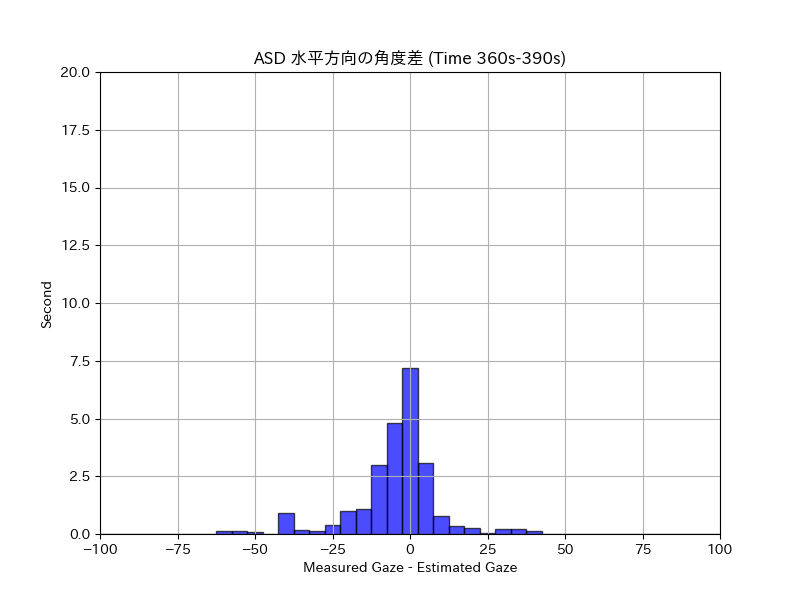 ASD 水平方向の角度差 (Time 360s-390s)
20.0
17.5
15.0
12.5
10.0
7.5
5.0
2.5
0.0
Second
−100 −75 −50 −25 0 25 50 75 100
Measured Gaze - Estimated Gaze